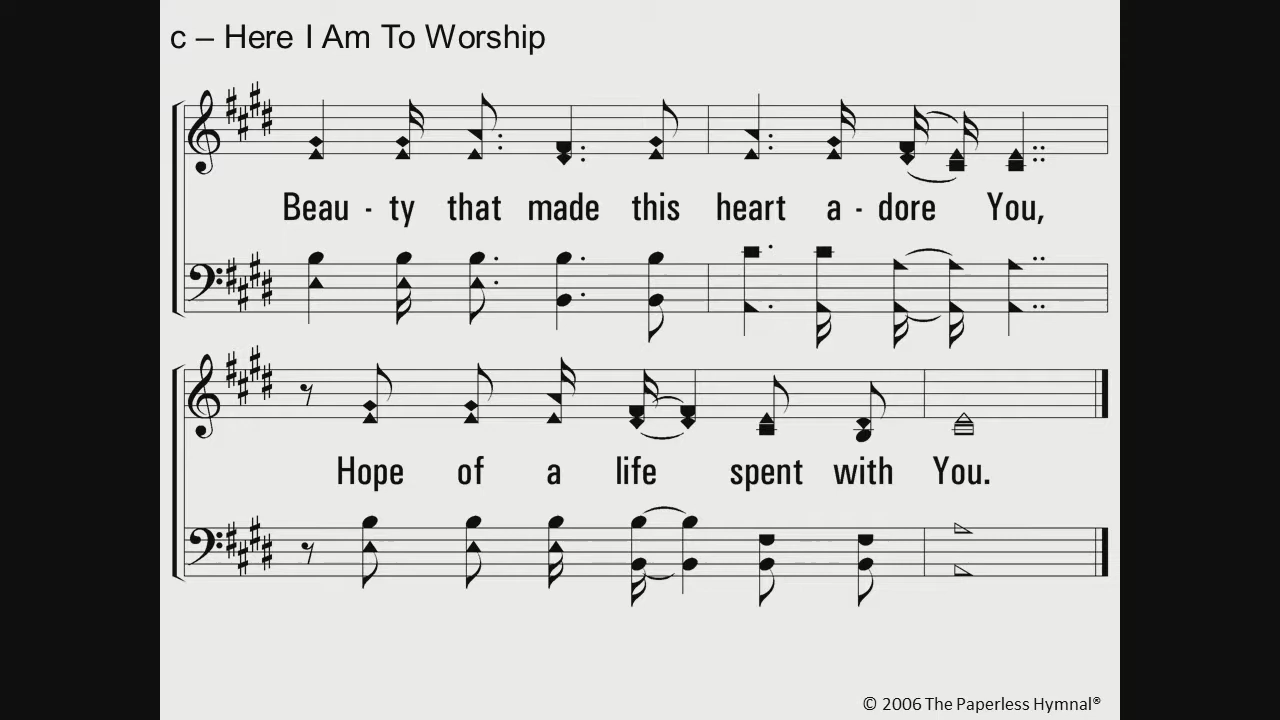 c – Here I Am To Worship
Beau - ty that made this heart a - dore You,
Hope of a life spent with You.
© 2006 The Paperless Hymnal®